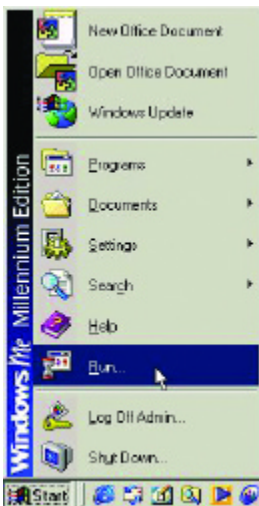 New Office Document
Open Office Document
Windows Update
Programs
Documents
Settings
Search
Help
Run...
Log Off Admin...
Shut Down...
Windows Me Millennium Edition
Start